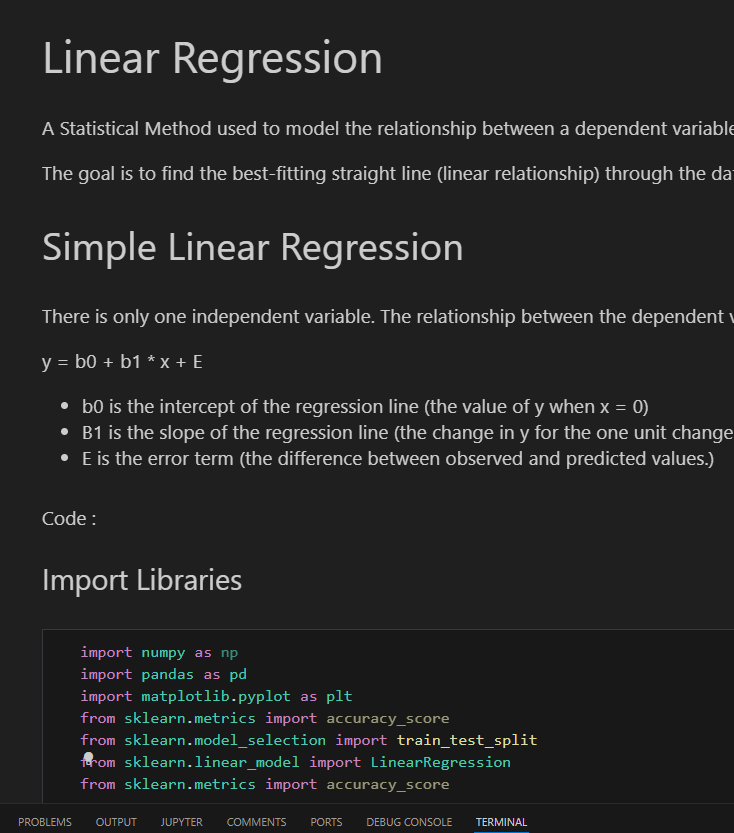 Linear Regression
A Statistical Method used to model the relationship between a dependent variable
The goal is to find the best-fitting straight line (linear relationship) through the
Simple Linear Regression
There is only one independent variable. The relationship between the dependent
y = b0 + b1 * x + E
• b0 is the intercept of the regression line (the value of y when x = 0)
• B1 is the slope of the regression line (the change in y for the one unit change
• E is the error term (the difference between observed and predicted values.)
Code :
Import Libraries
import numpy as np
import pandas as pd
import matplotlib.pyplot as plt
from sklearn.metrics import accuracy_score
from sklearn.model_selection import train_test_split
from sklearn.linear_model import LinearRegression
from sklearn.metrics import accuracy_score
PROBLEMS OUTPUT JUPYTER COMMENTS PORTS DEBUG CONSOLE TERMINAL